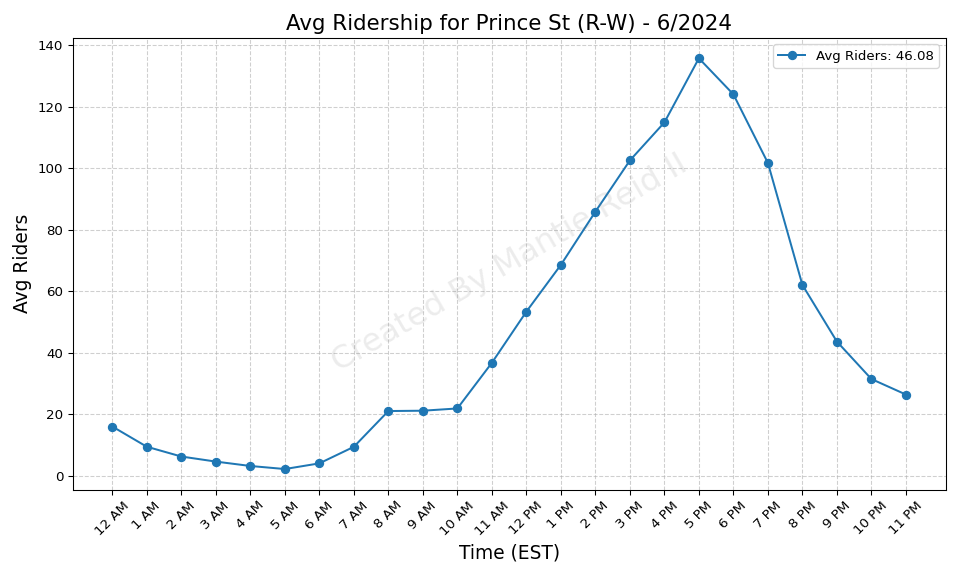 Avg Ridership for Prince St (R-W) - 6/2024
Avg Riders: 46.08
Avg Riders
140
120
100
80
60
40
20
0
Created By Mantie Reid II
12 AM
1 AM
2 AM
3 AM
4 AM
5 AM
6 AM
7 AM
8 AM
9 AM
10 AM
11 AM
12 PM
1 PM
2 PM
3 PM
4 PM
5 PM
6 PM
7 PM
8 PM
9 PM
10 PM
11 PM
Time (EST)